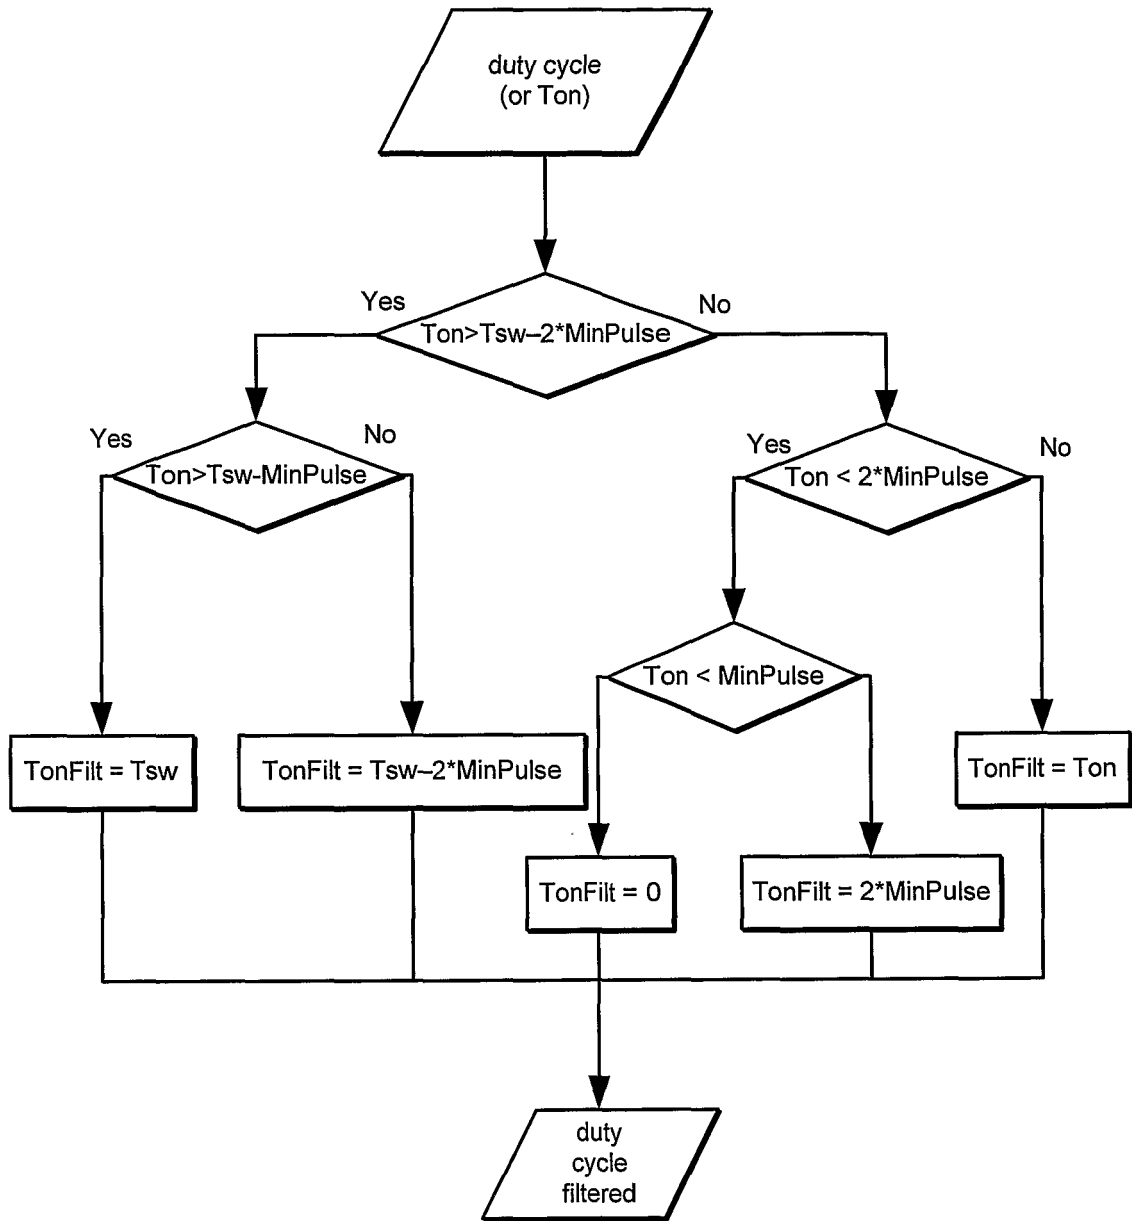 duty cycle
(or Ton)
Yes
No
Ton>Tsw–2*MinPulse
Yes
No
Ton>Tsw-MinPulse
Yes
No
Ton < 2*MinPulse
Ton < MinPulse
TonFilt = Tsw
TonFilt = Tsw–2*MinPulse
TonFilt = Ton
TonFilt = 0
TonFilt = 2*MinPulse
duty
cycle
filtered